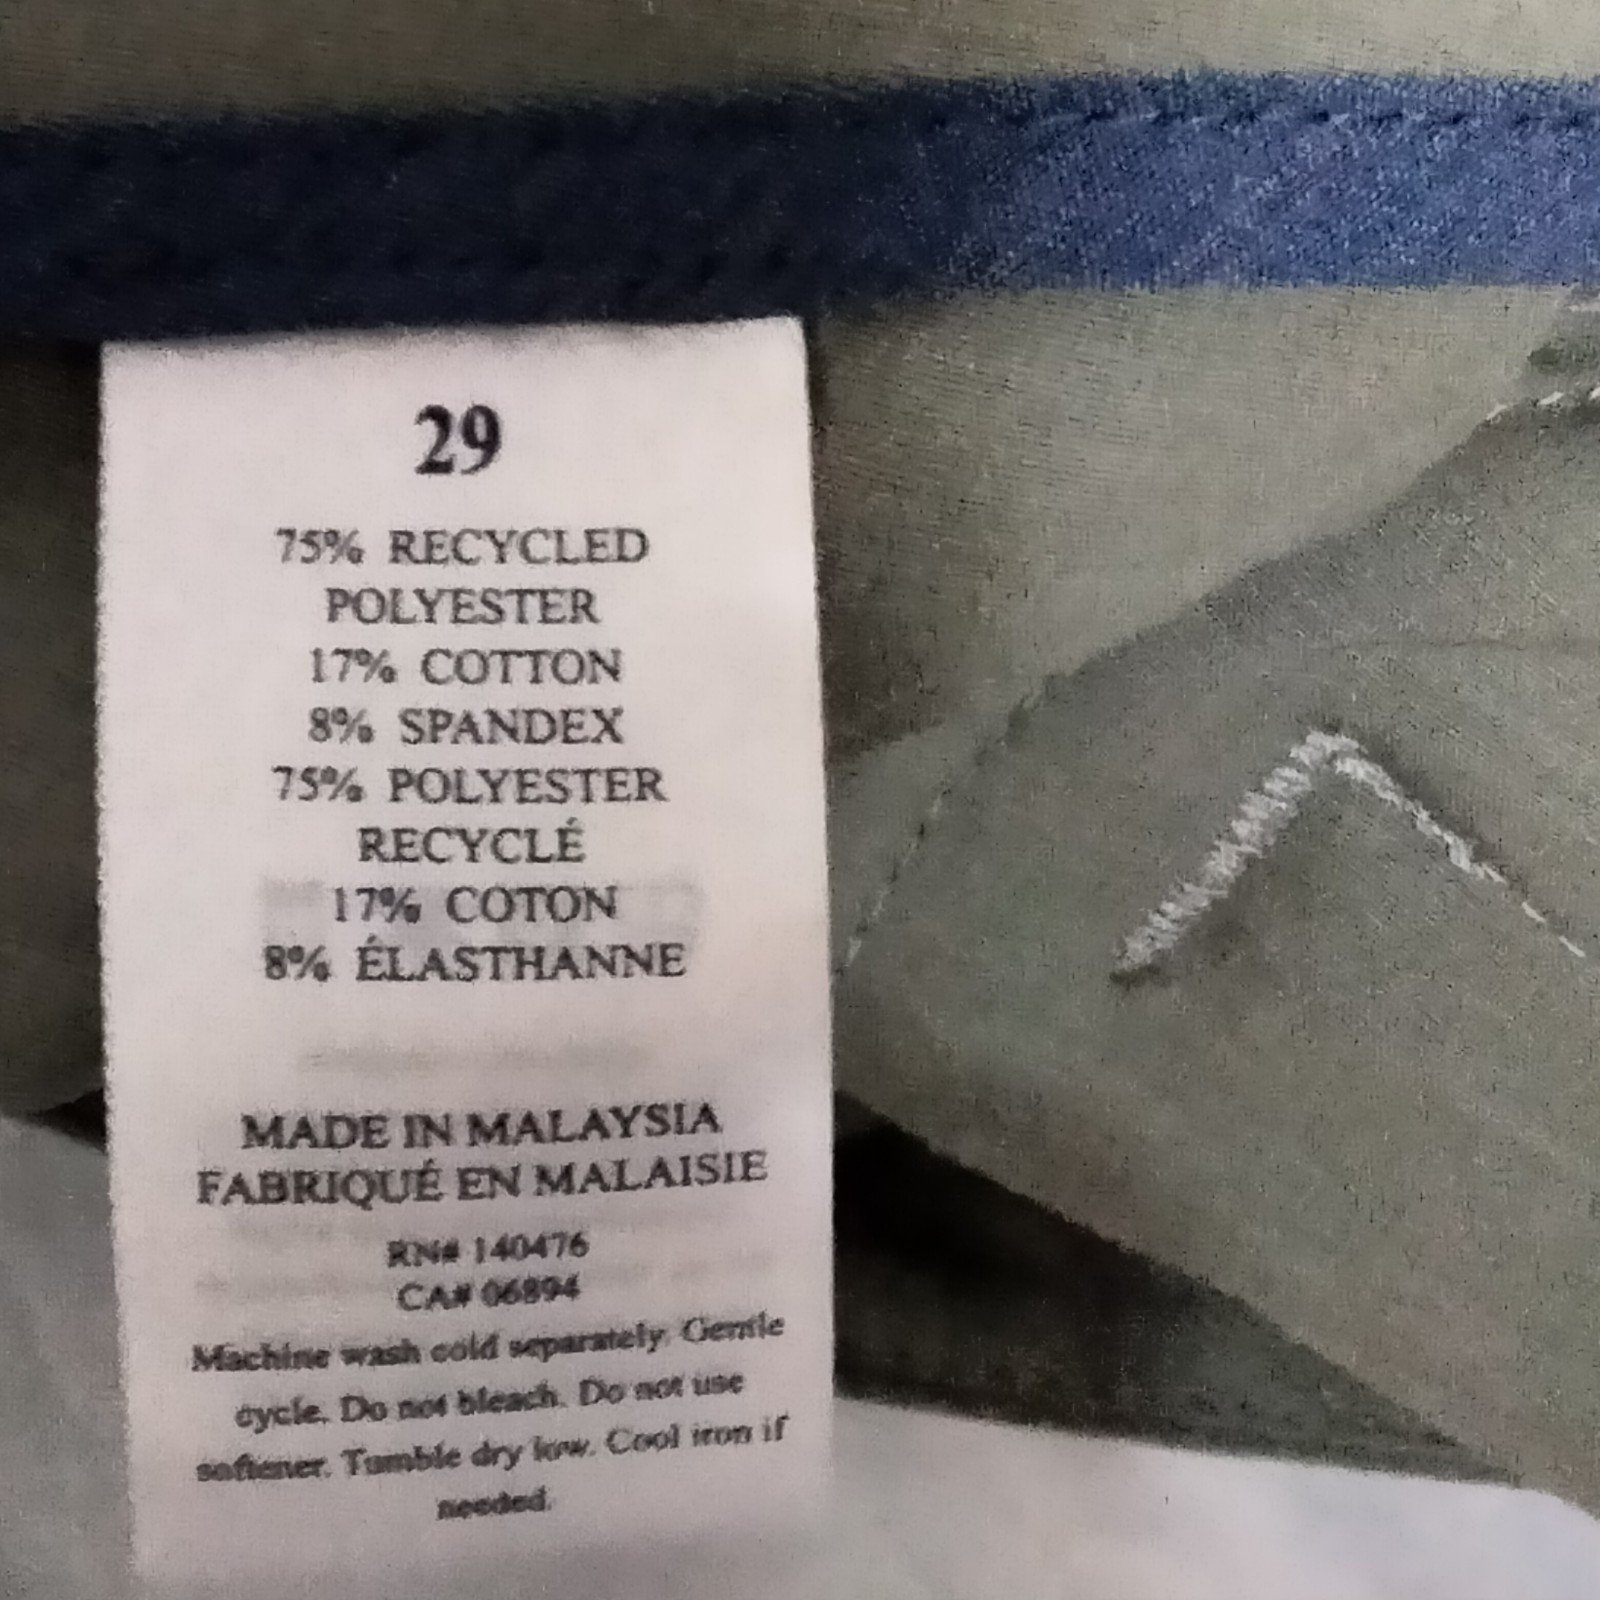 29
75% RECYCLED
POLYESTER
17% COTTON
8% SPANDEX
75% POLYESTER
RECYCLÉ
17% COTON
8% ÉLASTHANNE
MADE IN MALAYSIA
FABRIQUÉ EN MALAISIE
RN# 140476
CA# 06894
Machine wash cold separately. Gentle
cycle. Do not bleach. Do not use
softener. Tumble dry low. Cool iron if
needed.